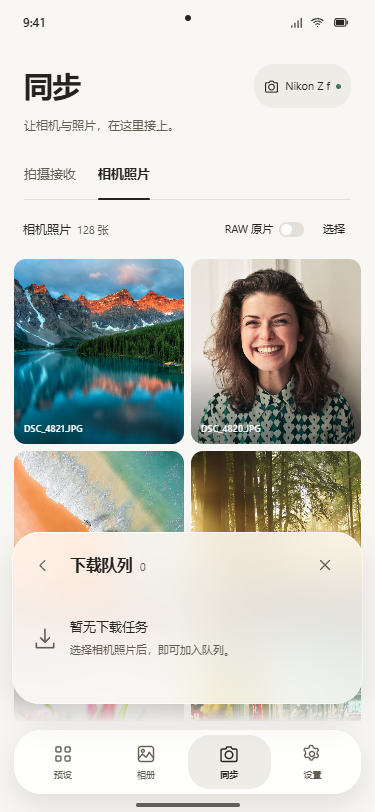 9:41
同步
Nikon Z f
让相机与照片，在这里接上。
拍摄接收 相机照片
相机照片 128 张 RAW 原片 选择
DSC_4821.JPG DSC_4820.JPG
下载队列 0
暂无下载任务
选择相机照片后，即可加入队列。
预设 相册 同步 设置